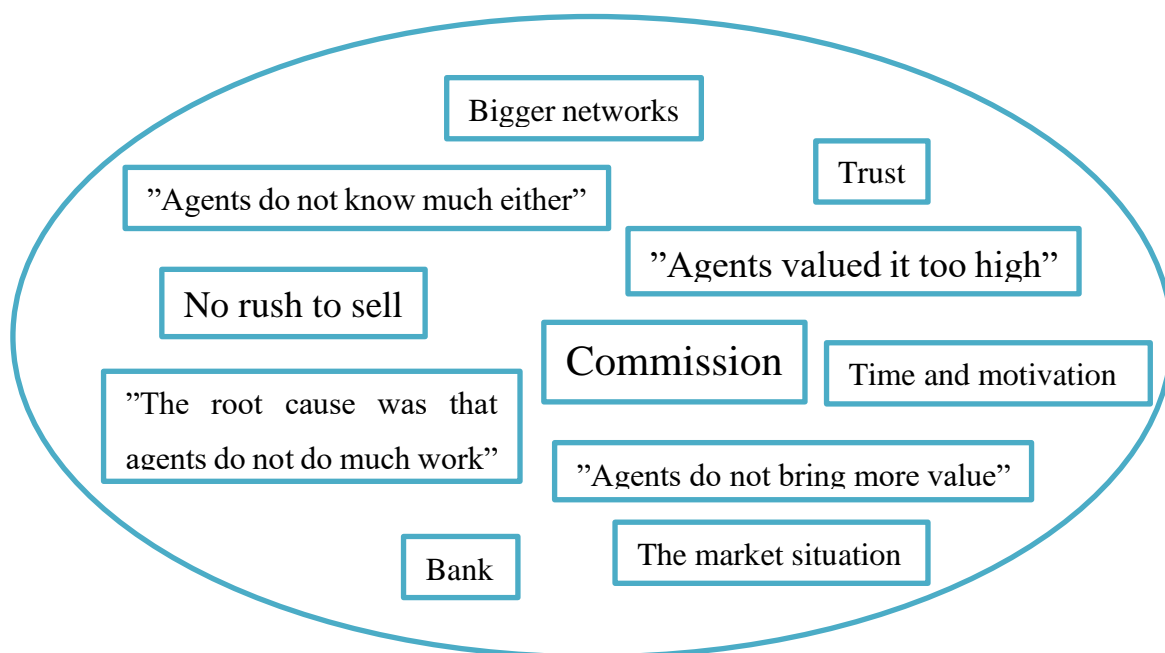 Bigger networks
Trust
”Agents do not know much either”
”Agents valued it too high”
No rush to sell
Commission
Time and motivation
”The root cause was that
agents do not do much work”
”Agents do not bring more value”
The market situation
Bank